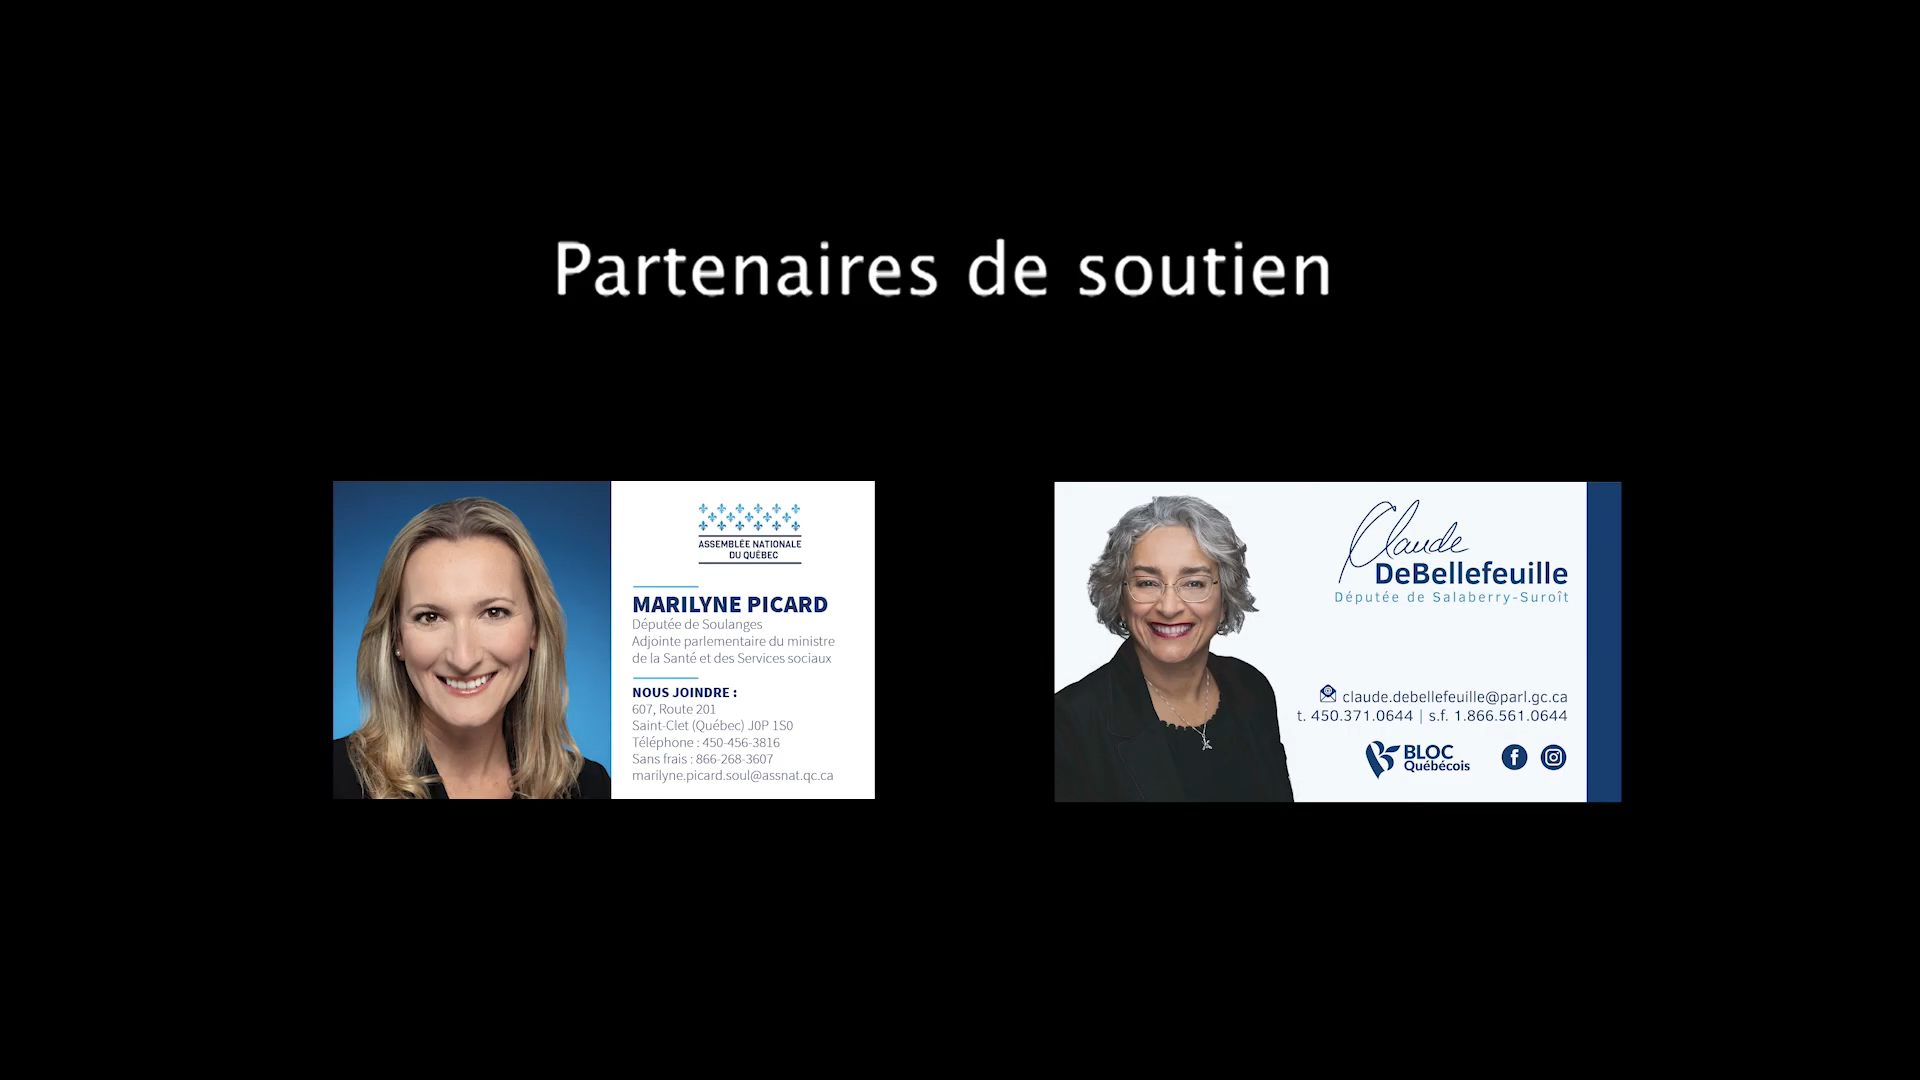 Partenaires de soutien
ASSEMBLÉE NATIONALE
DU QUÉBEC
MARILYNE PICARD
Députée de Soulanges
Adjointe parlementaire du ministre
de la Santé et des Services sociaux
NOUS JOINDRE :
607, Route 201
Saint-Clet (Québec) J0P 1S0
Téléphone : 450-456-3816
Sans frais : 866-268-3607
marilyne.picard.soul@assnat.qc.ca
Claude
DeBellefeuille
Députée de Salaberry-Suroît
claude.debellefeuille@parl.gc.ca
t. 450.371.0644 | s.f. 1.866.561.0644
BLOC
Québécois